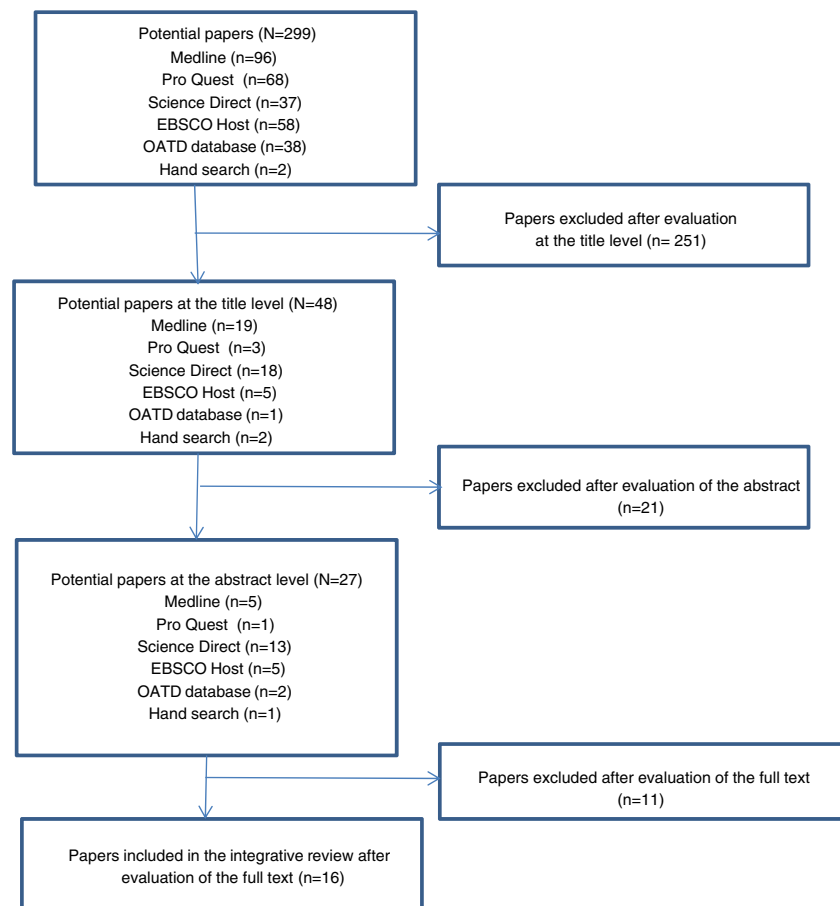 Potential papers (N=299)
Medline (n=96)
Pro Quest (n=68)
Science Direct (n=37)
EBSCO Host (n=58)
OATD database (n=38)
Hand search (n=2)
Papers excluded after evaluation
at the title level (n= 251)
Potential papers at the title level (N=48)
Medline (n=19)
Pro Quest (n=3)
Science Direct (n=18)
EBSCO Host (n=5)
OATD database (n=1)
Hand search (n=2)
Papers excluded after evaluation of the abstract
(n=21)
Potential papers at the abstract level (N=27)
Medline (n=5)
Pro Quest (n=1)
Science Direct (n=13)
EBSCO Host (n=5)
OATD database (n=2)
Hand search (n=1)
Papers excluded after evaluation of the full text
(n=11)
Papers included in the integrative review after
evaluation of the full text (n=16)